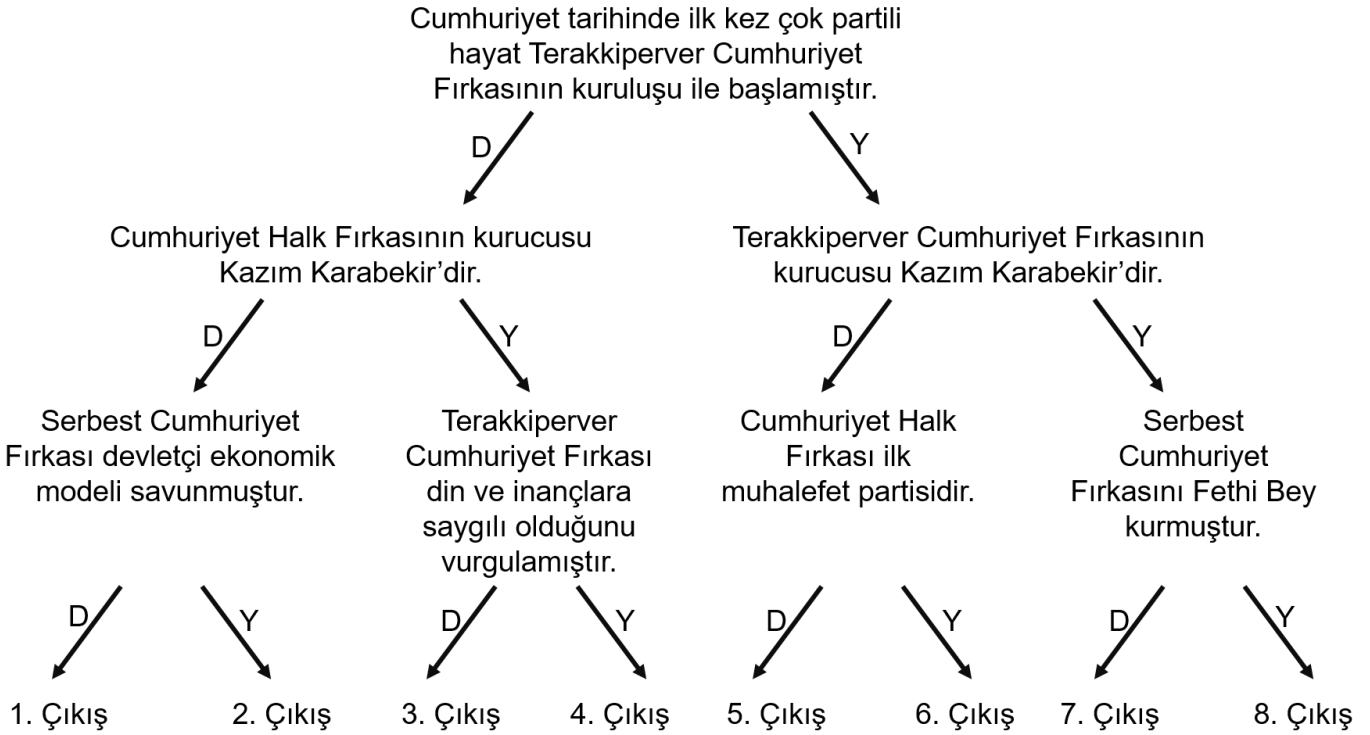 Cumhuriyet tarihinde ilk kez çok partili
hayat Terakkiperver Cumhuriyet
Fırkasının kuruluşu ile başlamıştır.
D
Y
Cumhuriyet Halk Fırkasının kurucusu
Kazım Karabekir’dir.
Terakkiperver Cumhuriyet Fırkasının
kurucusu Kazım Karabekir’dir.
D
Y
D
Y
Serbest Cumhuriyet
Fırkası devletçi ekonomik
modeli savunmuştur.
Terakkiperver
Cumhuriyet Fırkası
din ve inançlara
saygılı olduğunu
vurgulamıştır.
Cumhuriyet Halk
Fırkası ilk
muhalefet partisidir.
Serbest
Cumhuriyet
Fırkasını Fethi Bey
kurmuştur.
D
Y
D
Y
D
Y
D
Y
1. Çıkış
2. Çıkış
3. Çıkış
4. Çıkış
5. Çıkış
6. Çıkış
7. Çıkış
8. Çıkış